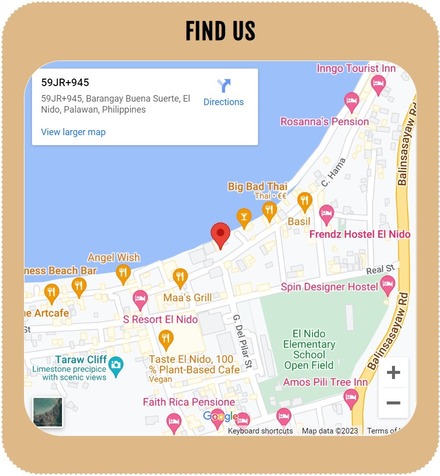 FIND US
59JR+945
59JR+945, Barangay Buena Suerte, El
Nido, Palawan, Philippines
Directions
View larger map
Inngo Tourist Inn
Rosanna's Pension
Balinsasayaw Rd
C. Hama
Big Bad Thai
Thai • €€
Basil
Frendz Hostel El Nido
Angel Wish
ness Beach Bar
Maa's Grill
Real St
Spin Designer Hostel
e Artcafe
S Resort El Nido
St
G. Del Pilar St
El Nido
Elementary
School
Open Field
Balinsasayaw Rd
Taraw Cliff
Limestone precipice
with scenic views
Taste El Nido, 100
% Plant-Based Cafe
Vegan
+
Amos Pili Tree Inn
−
Faith Rica Pensione
Google
Keyboard shortcuts
Map data ©2023
Terms of